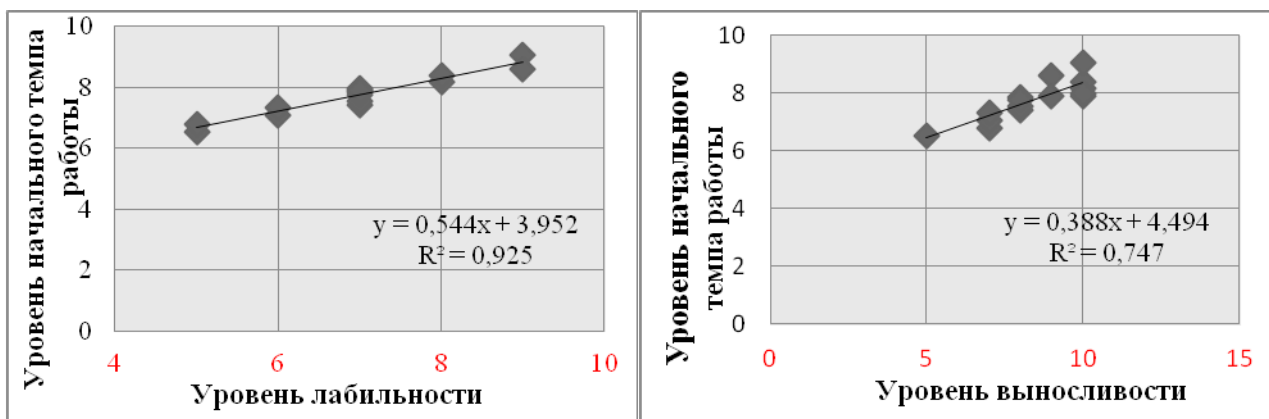 Уровень начального темпа
работы
10
8
6
4
2
0
y = 0,544x + 3,952
R² = 0,925
4 6 8 10
Уровень лабильности
Уровень начального
темпа работы
10
8
6
4
2
0
y = 0,388x + 4,494
R² = 0,747
0 5 10 15
Уровень выносливости